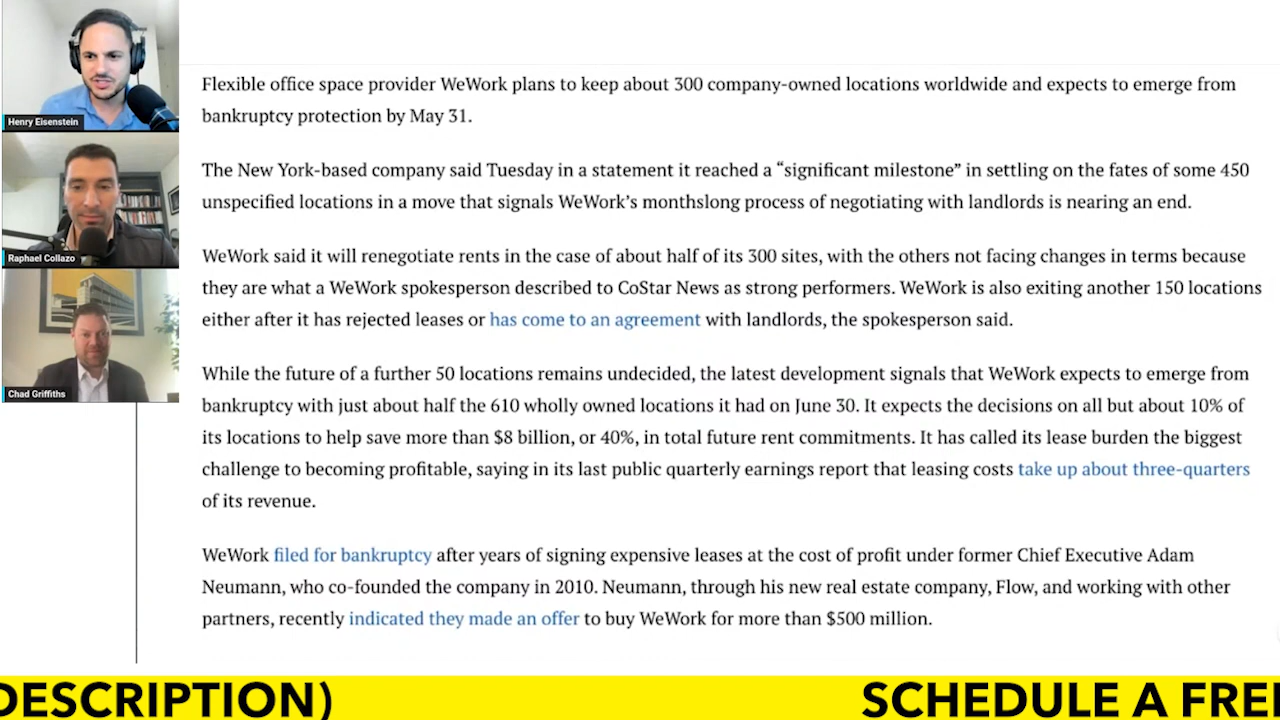 Henry Eisenstein
Raphael Collazo
Chad Griffiths
Flexible office space provider WeWork plans to keep about 300 company-owned locations worldwide and expects to emerge from
bankruptcy protection by May 31.
The New York-based company said Tuesday in a statement it reached a “significant milestone” in settling on the fates of some 450
unspecified locations in a move that signals WeWork’s monthslong process of negotiating with landlords is nearing an end.
WeWork said it will renegotiate rents in the case of about half of its 300 sites, with the others not facing changes in terms because
they are what a WeWork spokesperson described to CoStar News as strong performers. WeWork is also exiting another 150 locations
either after it has rejected leases or has come to an agreement with landlords, the spokesperson said.
While the future of a further 50 locations remains undecided, the latest development signals that WeWork expects to emerge from
bankruptcy with just about half the 610 wholly owned locations it had on June 30. It expects the decisions on all but about 10% of
its locations to help save more than $8 billion, or 40%, in total future rent commitments. It has called its lease burden the biggest
challenge to becoming profitable, saying in its last public quarterly earnings report that leasing costs take up about three-quarters
of its revenue.
WeWork filed for bankruptcy after years of signing expensive leases at the cost of profit under former Chief Executive Adam
Neumann, who co-founded the company in 2010. Neumann, through his new real estate company, Flow, and working with other
partners, recently indicated they made an offer to buy WeWork for more than $500 million.
DESCRIPTION) SCHEDULE A FREE